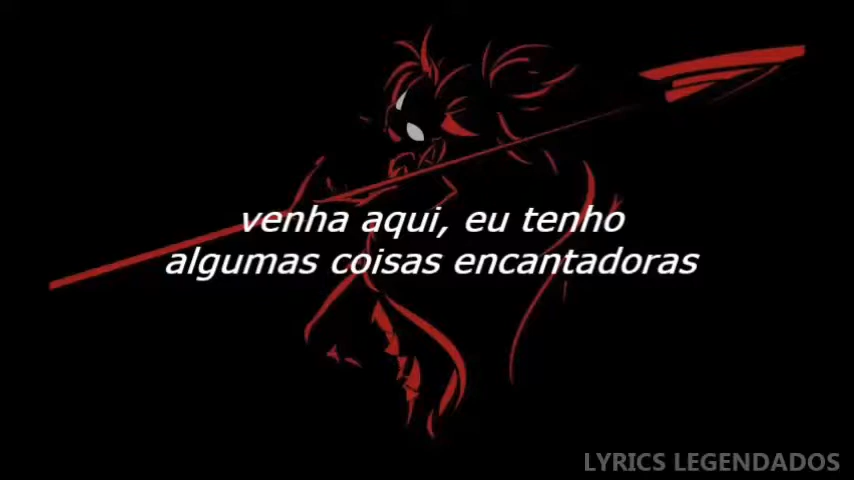 venha aqui, eu tenho
algumas coisas encantadoras
LYRICS LEGENDADOS